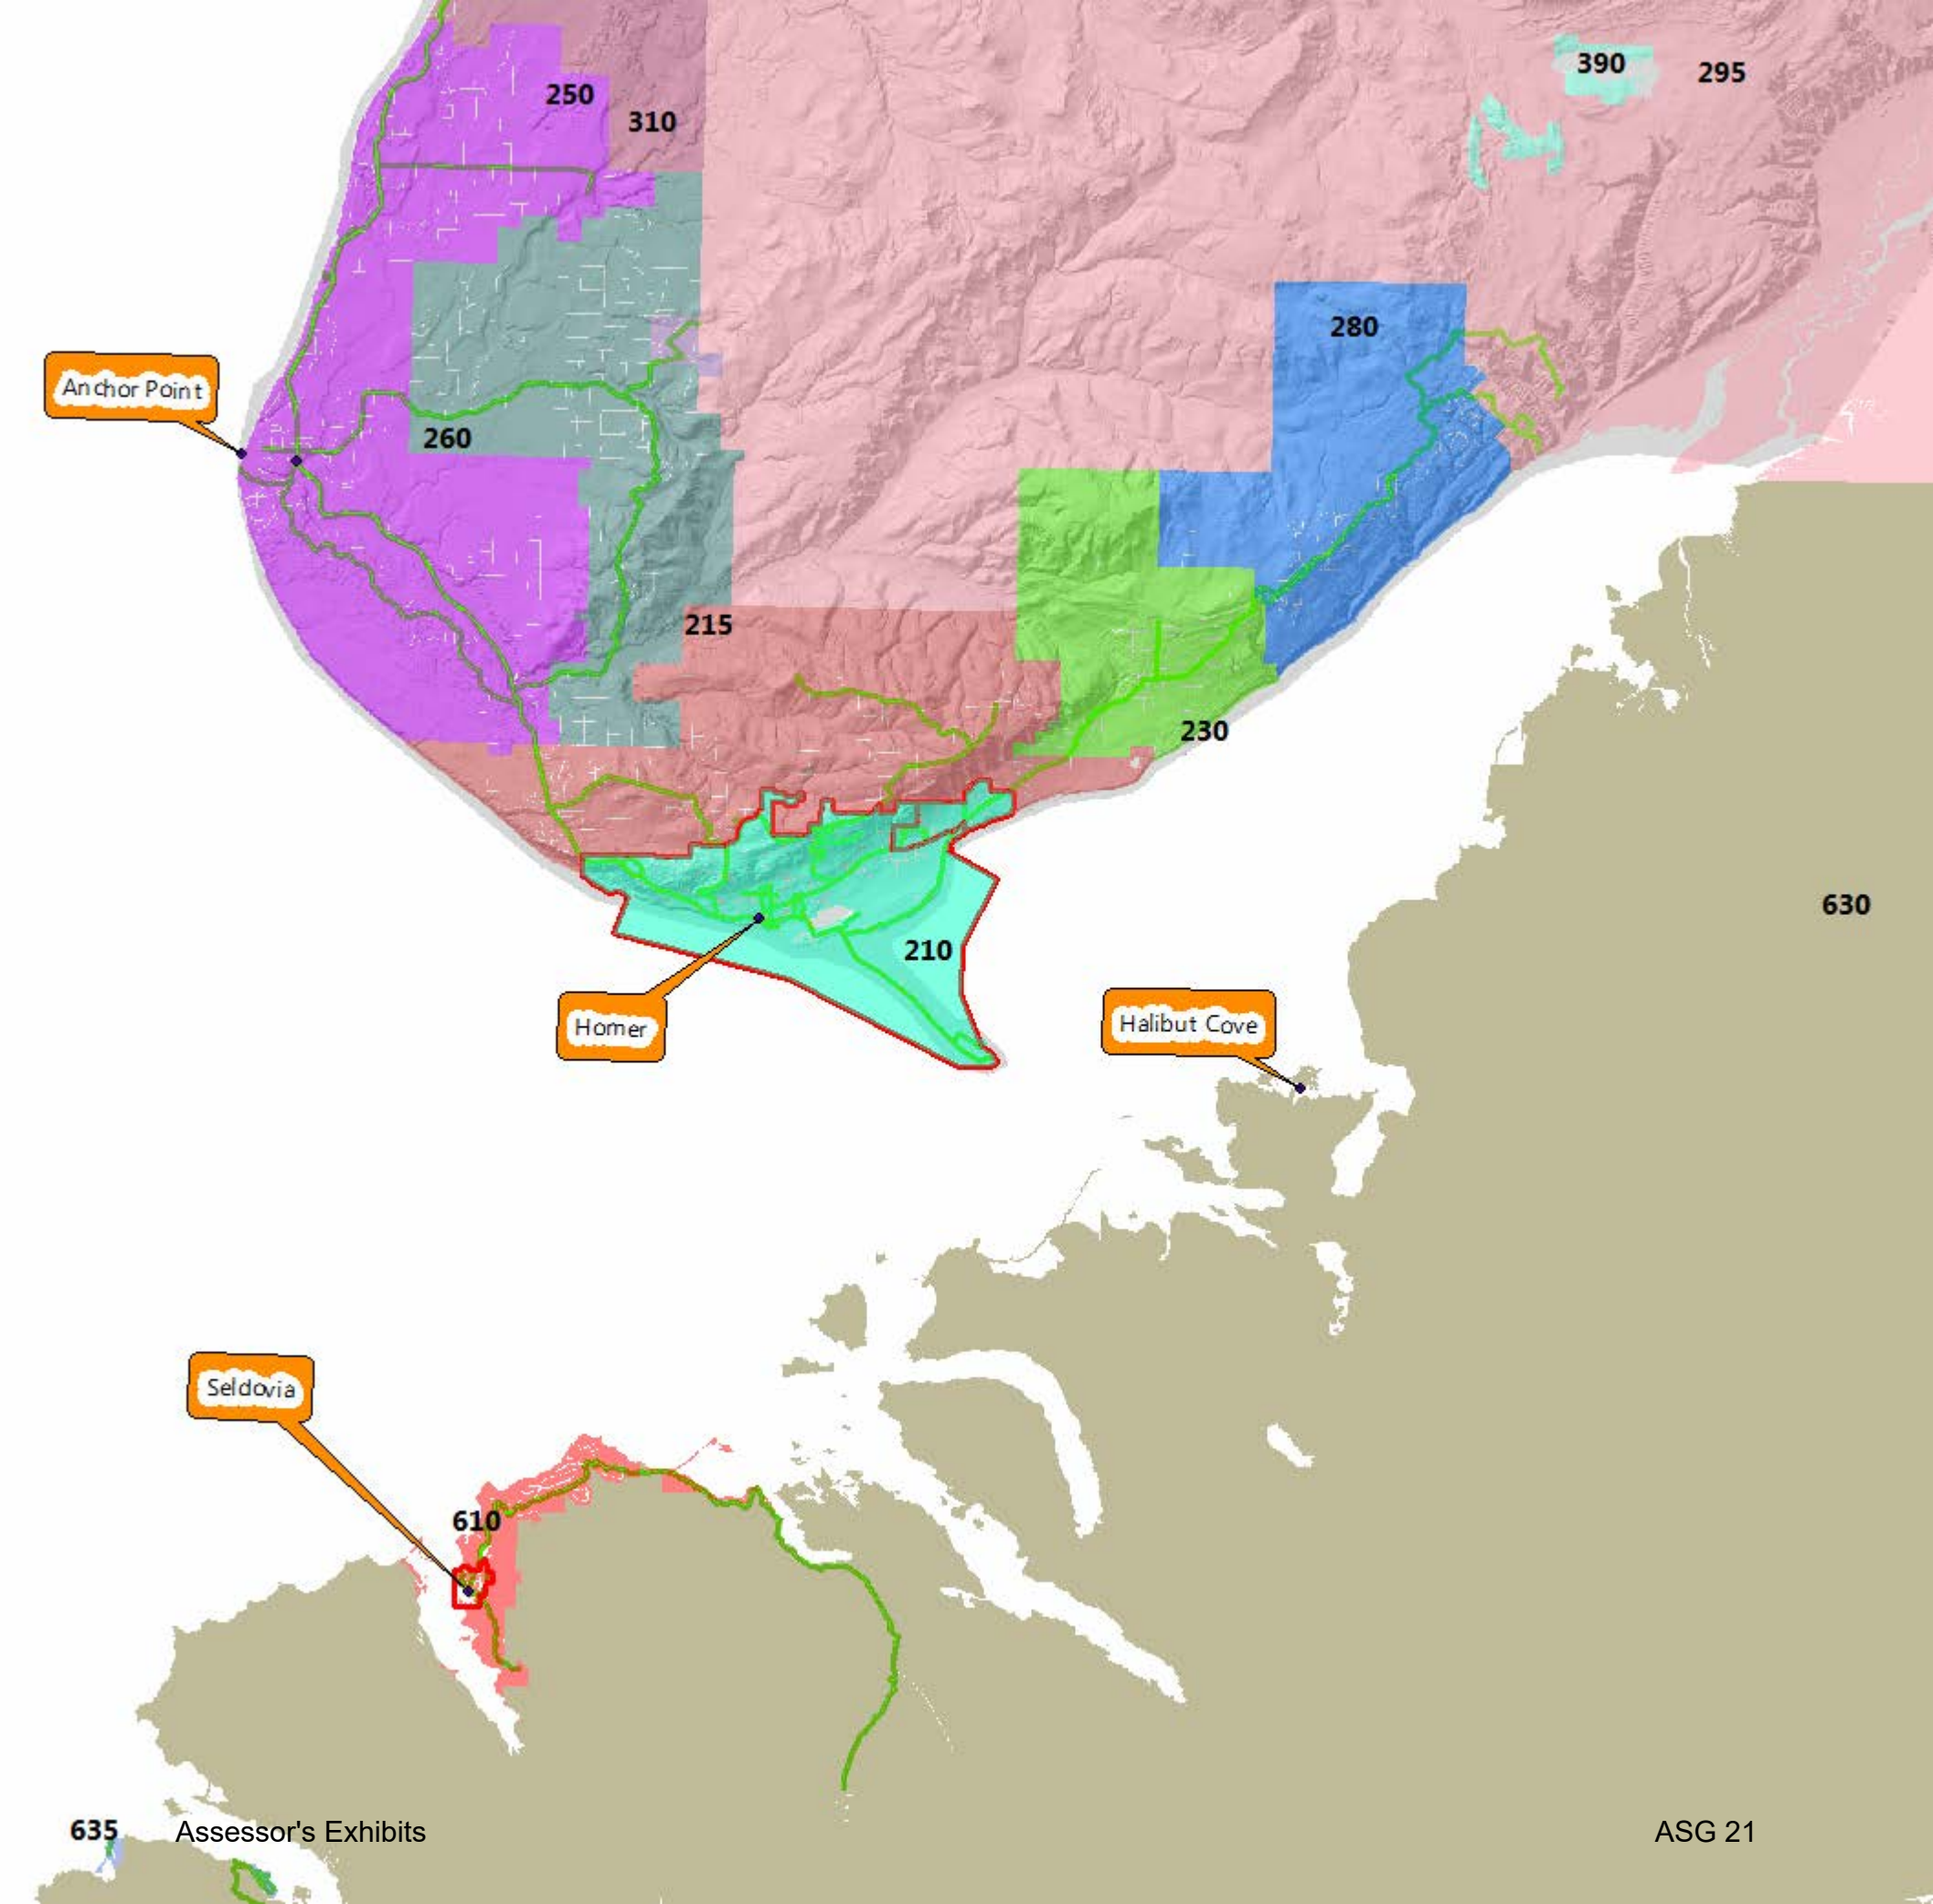 390
295
250
310
280
Anchor Point
260
215
230
630
210
Homer
Halibut Cove
Seldovia
610
635
Assessor's Exhibits
ASG 21